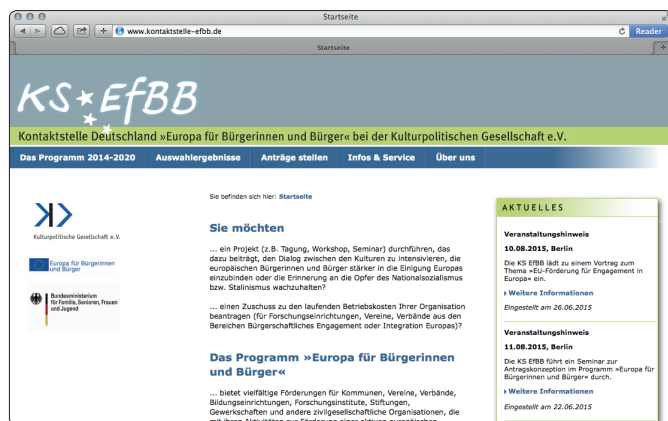 Startseite
www.kontaktstelle-efbb.de
Reader
Startseite
KS EfBB
Kontaktstelle Deutschland »Europa für Bürgerinnen und Bürger« bei der Kulturpolitischen Gesellschaft e.V.
Das Programm 2014-2020 Auswahlergebnisse Anträge stellen Infos & Service Über uns
Kulturpolitische Gesellschaft e.V.
Europa für Bürgerinnen
und Bürger
Bundesministerium
für Familie, Senioren, Frauen
und Jugend
Sie befinden sich hier: Startseite
Sie möchten
... ein Projekt (z.B. Tagung, Workshop, Seminar) durchführen, das
dazu beiträgt, den Dialog zwischen den Kulturen zu intensivieren, die
europäischen Bürgerinnen und Bürger stärker in die Einigung Europas
einzubinden oder die Erinnerung an die Opfer des Nationalsozialismus
bzw. Stalinismus wachzuhalten?
... einen Zuschuss zu den laufenden Betriebskosten Ihrer Organisation
beantragen (für Forschungseinrichtungen, Vereine, Verbände aus den
Bereichen Bürgerschaftliches Engagement oder Integration Europas)?
Das Programm »Europa für Bürgerinnen
und Bürger«
... bietet vielfältige Förderungen für Kommunen, Vereine, Verbände,
Bildungseinrichtungen, Forschungsinstitute, Stiftungen,
Gewerkschaften und andere zivilgesellschaftliche Organisationen, die
mit ihren Aktivitäten zur Förderung einer aktiven europäischen
AKTUELLES
Veranstaltungshinweis
10.08.2015, Berlin
Die KS EfBB lädt zu einem Vortrag zum
Thema »EU-Förderung für Engagement in
Europa« ein.
Weitere Informationen
Eingestellt am 26.06.2015
Veranstaltungshinweis
11.08.2015, Berlin
Die KS EfBB führt ein Seminar zur
Antragskonzeption im Programm »Europa für
Bürgerinnen und Bürger« durch.
Weitere Informationen
Eingestellt am 22.06.2015